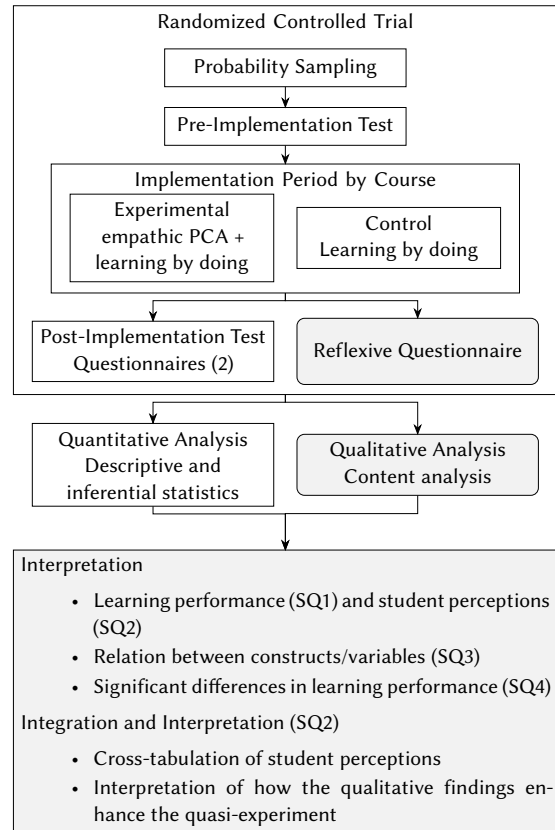 Randomized Controlled Trial
Probability Sampling
Pre-Implementation Test
Implementation Period by Course
Experimental
empathic PCA +
learning by doing
Control
Learning by doing
Post-Implementation Test
Questionnaires (2)
Reflexive Questionnaire
Quantitative Analysis
Descriptive and
inferential statistics
Qualitative Analysis
Content analysis
Interpretation
• Learning performance (SQ1) and student perceptions
(SQ2)
• Relation between constructs/variables (SQ3)
• Significant differences in learning performance (SQ4)
Integration and Interpretation (SQ2)
• Cross-tabulation of student perceptions
• Interpretation of how the qualitative findings en-
hance the quasi-experiment